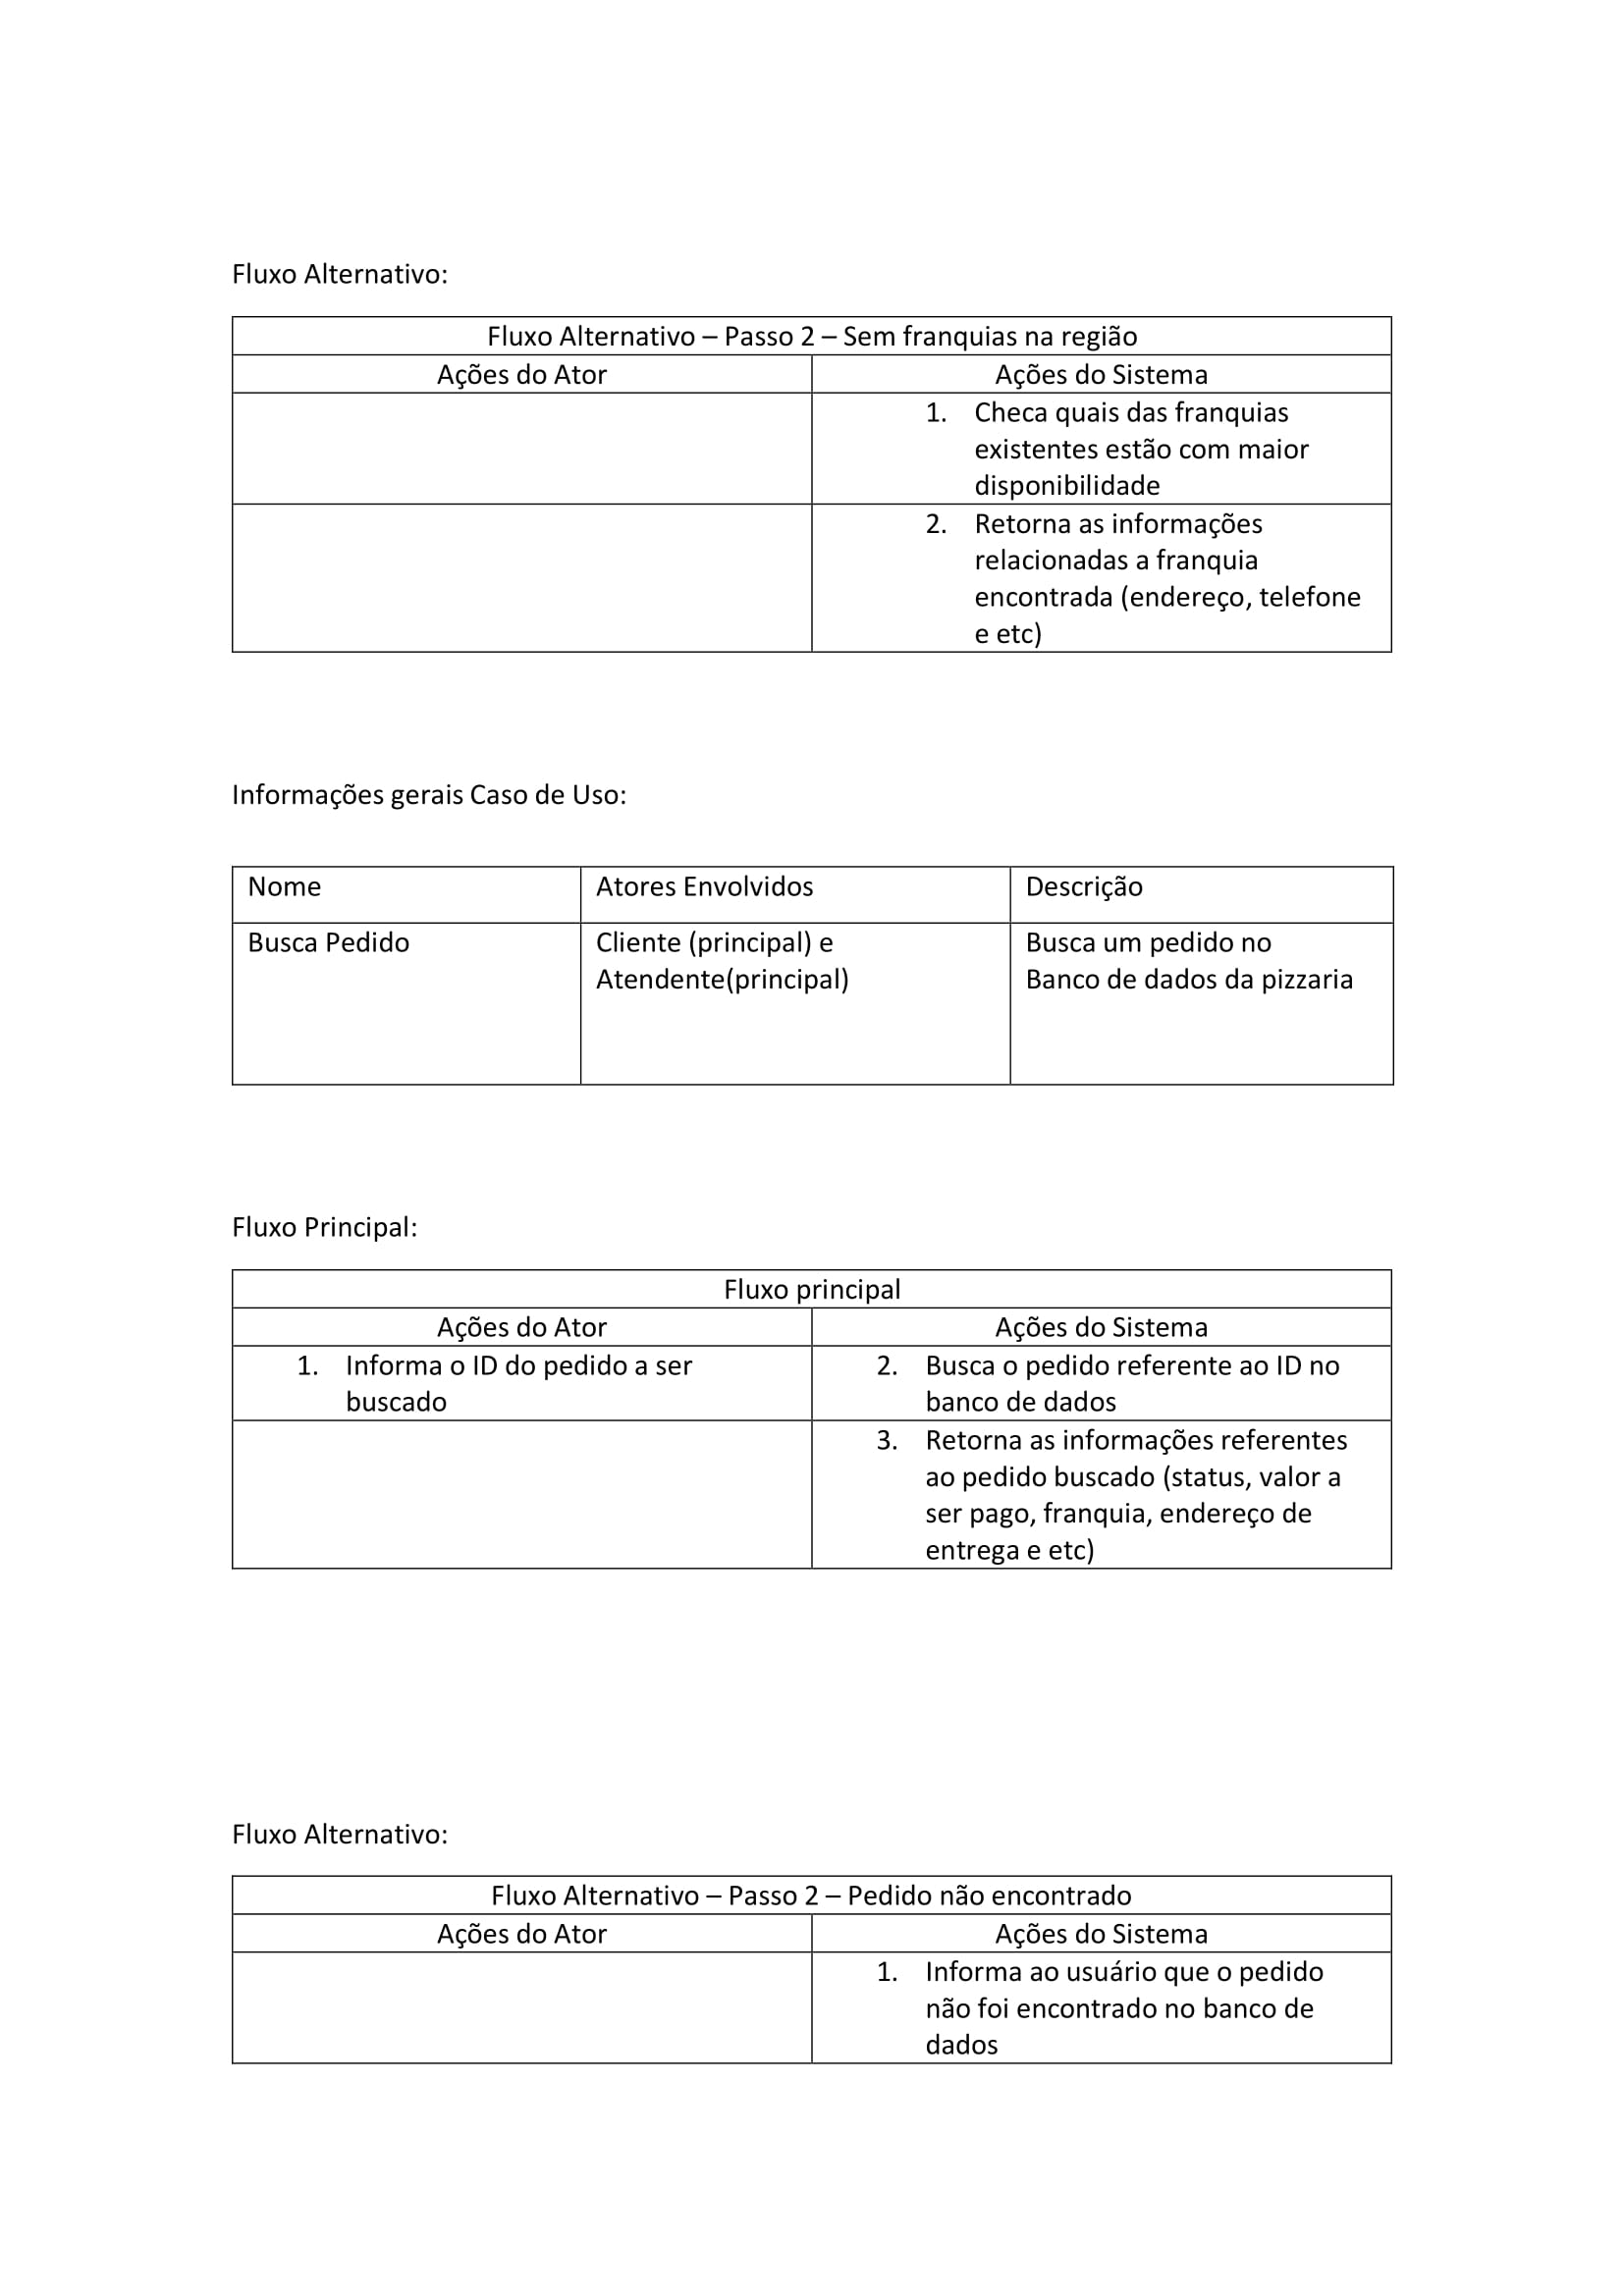 Fluxo Alternativo:
Fluxo Alternativo – Passo 2 – Sem franquias na região
Ações do Ator
Ações do Sistema
1. Checa quais das franquias
existentes estão com maior
disponibilidade
2. Retorna as informações
relacionadas a franquia
encontrada (endereço, telefone
e etc)
Informações gerais Caso de Uso:
Nome
Atores Envolvidos
Descrição
Busca Pedido
Cliente (principal) e
Atendente(principal)
Busca um pedido no
Banco de dados da pizzaria
Fluxo Principal:
Fluxo principal
Ações do Ator
Ações do Sistema
1. Informa o ID do pedido a ser
buscado
2. Busca o pedido referente ao ID no
banco de dados
3. Retorna as informações referentes
ao pedido buscado (status, valor a
ser pago, franquia, endereço de
entrega e etc)
Fluxo Alternativo:
Fluxo Alternativo – Passo 2 – Pedido não encontrado
Ações do Ator
Ações do Sistema
1. Informa ao usuário que o pedido
não foi encontrado no banco de
dados